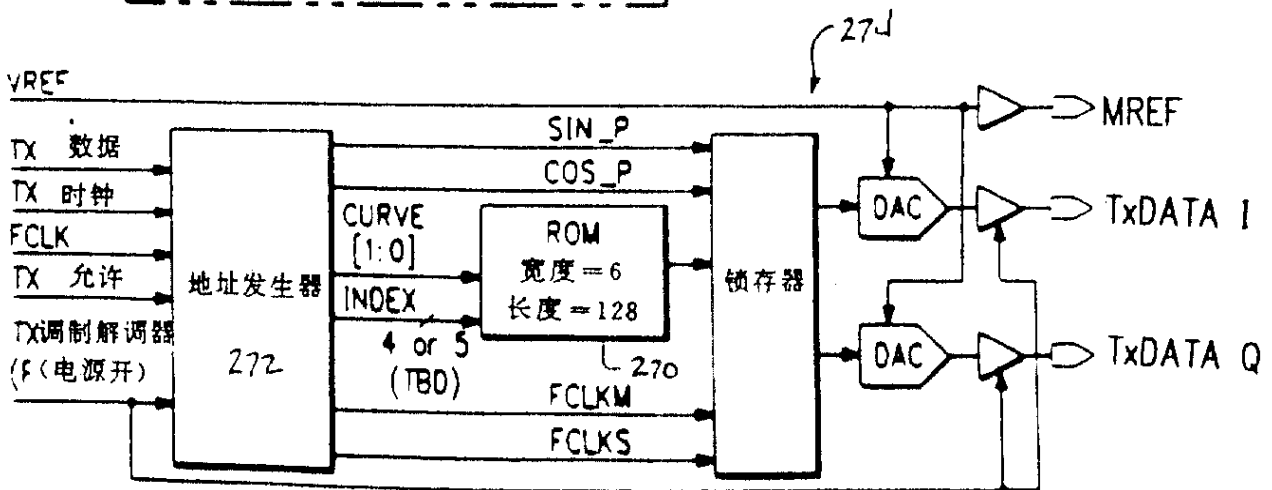 274
VREF
MREF
TX 数据
TX 时钟
FCLK
TX 允许
TX调制解调器
(电源开)
地址发生器
272
SIN_P
COS_P
CURVE
[1:0]
INDEX
4 or 5
(TBD)
ROM
宽度=6
长度=128
270
FCLKM
FCLKS
锁存器
DAC
TxDATA I
DAC
TxDATA Q